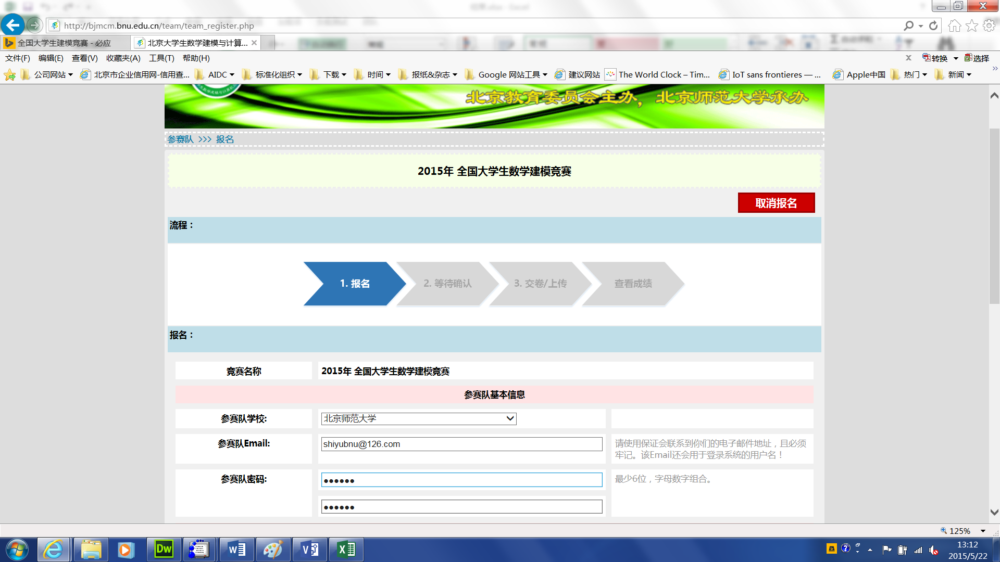 http://bjmcm.bnu.edu.cn/team/team_register.php
全国大学生建模竞赛 - 必应
北京大学生数学建模与计算...
文件(F) 编辑(E) 查看(V) 收藏夹(A) 工具(T) 帮助(H)
转换 选择
公司网站 北京市企业信用网-信用查... AIDC 标准化组织 下载 时间 报纸&杂志 Google 网站工具 建议网站 The World Clock – Tim... IoT sans frontieres — ... Apple中国 热门 新闻
北京教育委员会主办，北京师范大学承办
参赛队 >>> 报名
2015年 全国大学生数学建模竞赛
取消报名
流程：
1. 报名
2. 等待确认
3. 交卷/上传
查看成绩
报名：
竞赛名称
2015年 全国大学生数学建模竞赛
参赛队基本信息
参赛队学校:
北京师范大学
参赛队Email:
shiyubnu@126.com
请使用保证会联系到你们的电子邮件地址，且必须
牢记。该Email还会用于登录系统的用户名！
参赛队密码:
●●●●●●
最少6位，字母数字组合。
●●●●●●
125%
13:12
2015/5/22